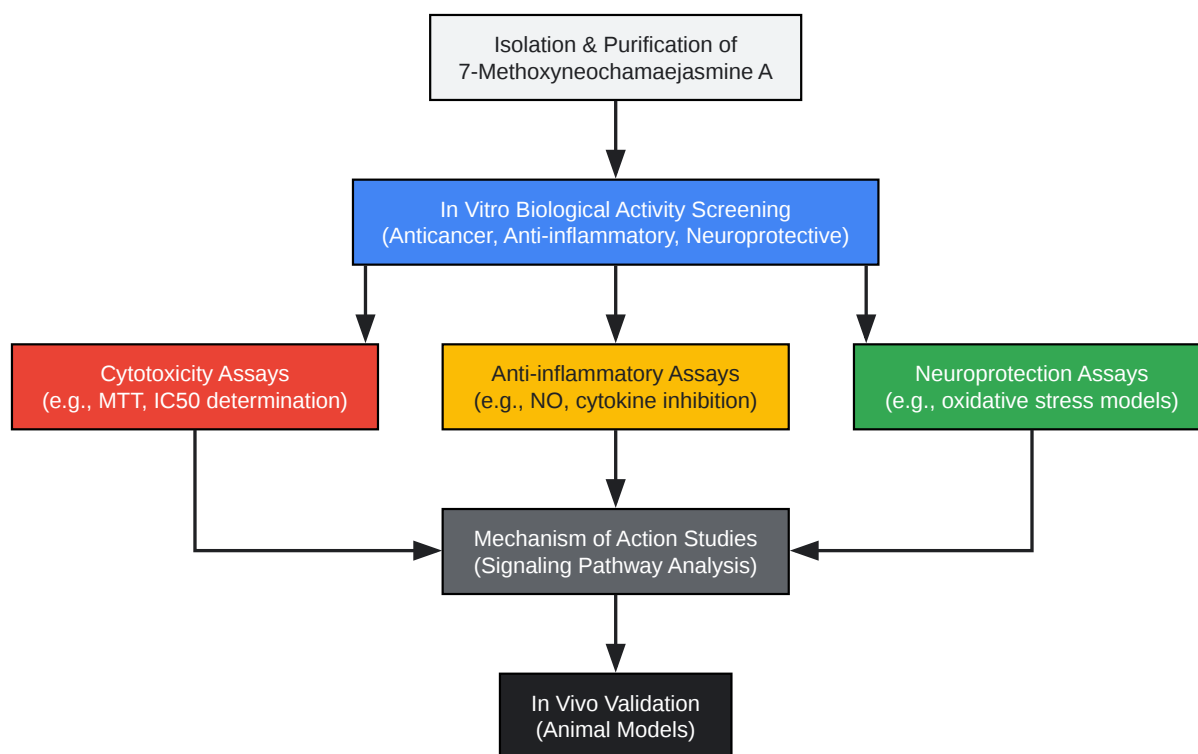 Isolation & Purification of
7-Methoxyneochamaejasmine A
In Vitro Biological Activity Screening
(Anticancer, Anti-inflammatory, Neuroprotective)
Cytotoxicity Assays
(e.g., MTT, IC50 determination)
Anti-inflammatory Assays
(e.g., NO, cytokine inhibition)
Neuroprotection Assays
(e.g., oxidative stress models)
Mechanism of Action Studies
(Signaling Pathway Analysis)
In Vivo Validation
(Animal Models)